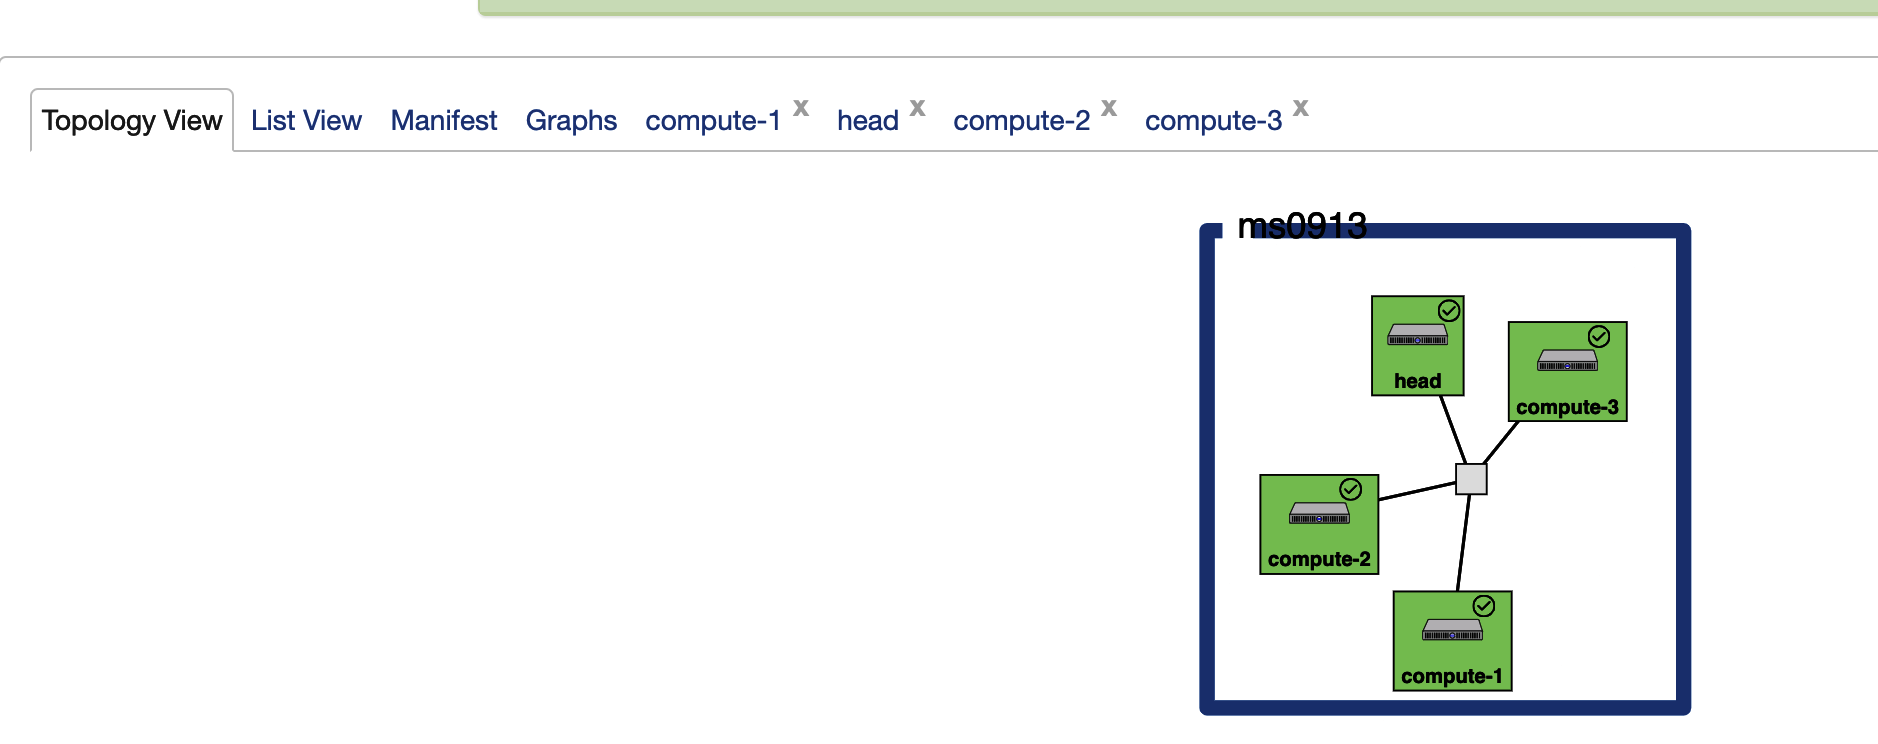 Topology View List View Manifest Graphs compute-1 x head x compute-2 x compute-3 x
ms0913
head
compute-3
compute-2
compute-1